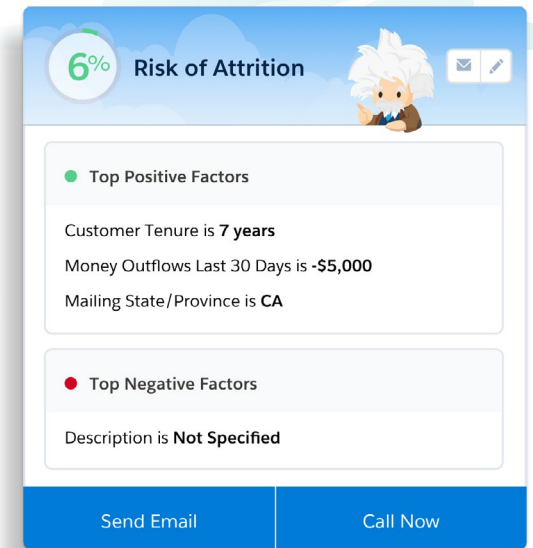 6%
Risk of Attrition
Top Positive Factors
Customer Tenure is 7 years
Money Outflows Last 30 Days is -$5,000
Mailing State/Province is CA
Top Negative Factors
Description is Not Specified
Send Email
Call Now